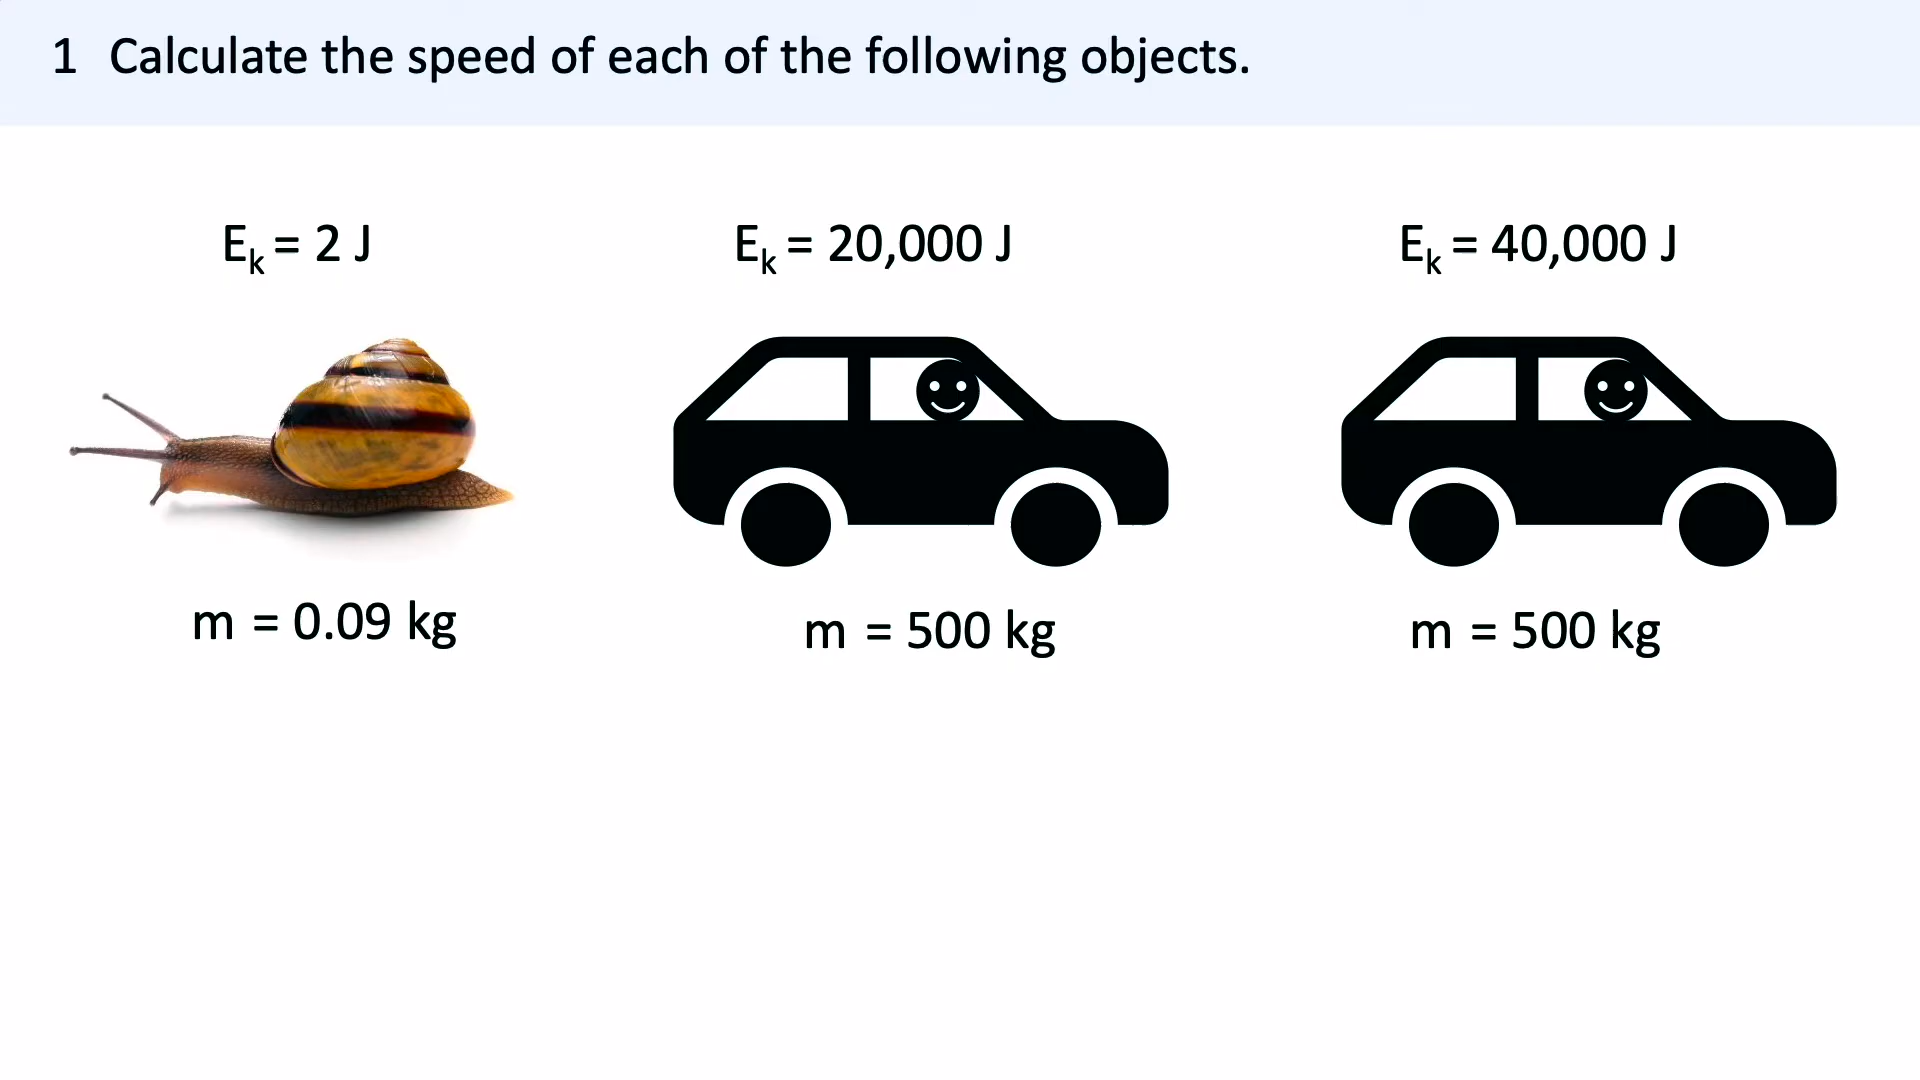 1 Calculate the speed of each of the following objects.
Eₖ = 2 J
Eₖ = 20,000 J
Eₖ = 40,000 J
m = 0.09 kg
m = 500 kg
m = 500 kg